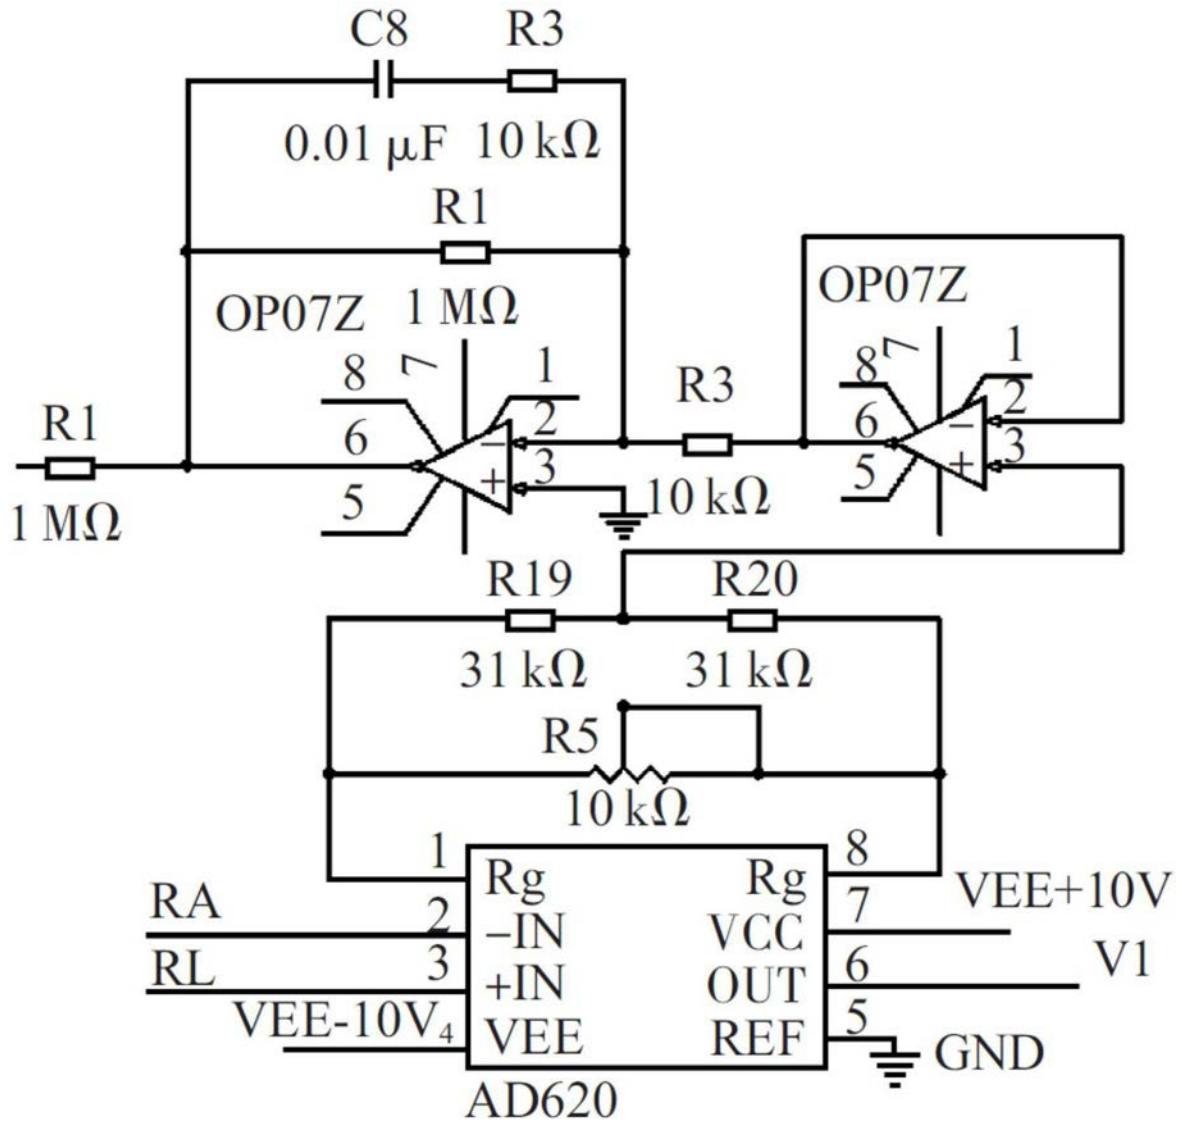 C8 R3
0.01 μF 10 kΩ
R1
1 MΩ
OP07Z
8 7 1
6 2
5 3
− +
R1
1 MΩ
R3
10 kΩ
OP07Z
8 7 1
6 2
5 3
− +
R19 R20
31 kΩ 31 kΩ
R5
10 kΩ
1 Rg Rg 8
RA 2 −IN VCC 7 VEE+10V
RL 3 +IN OUT 6 V1
VEE-10V 4 VEE REF 5 GND
AD620